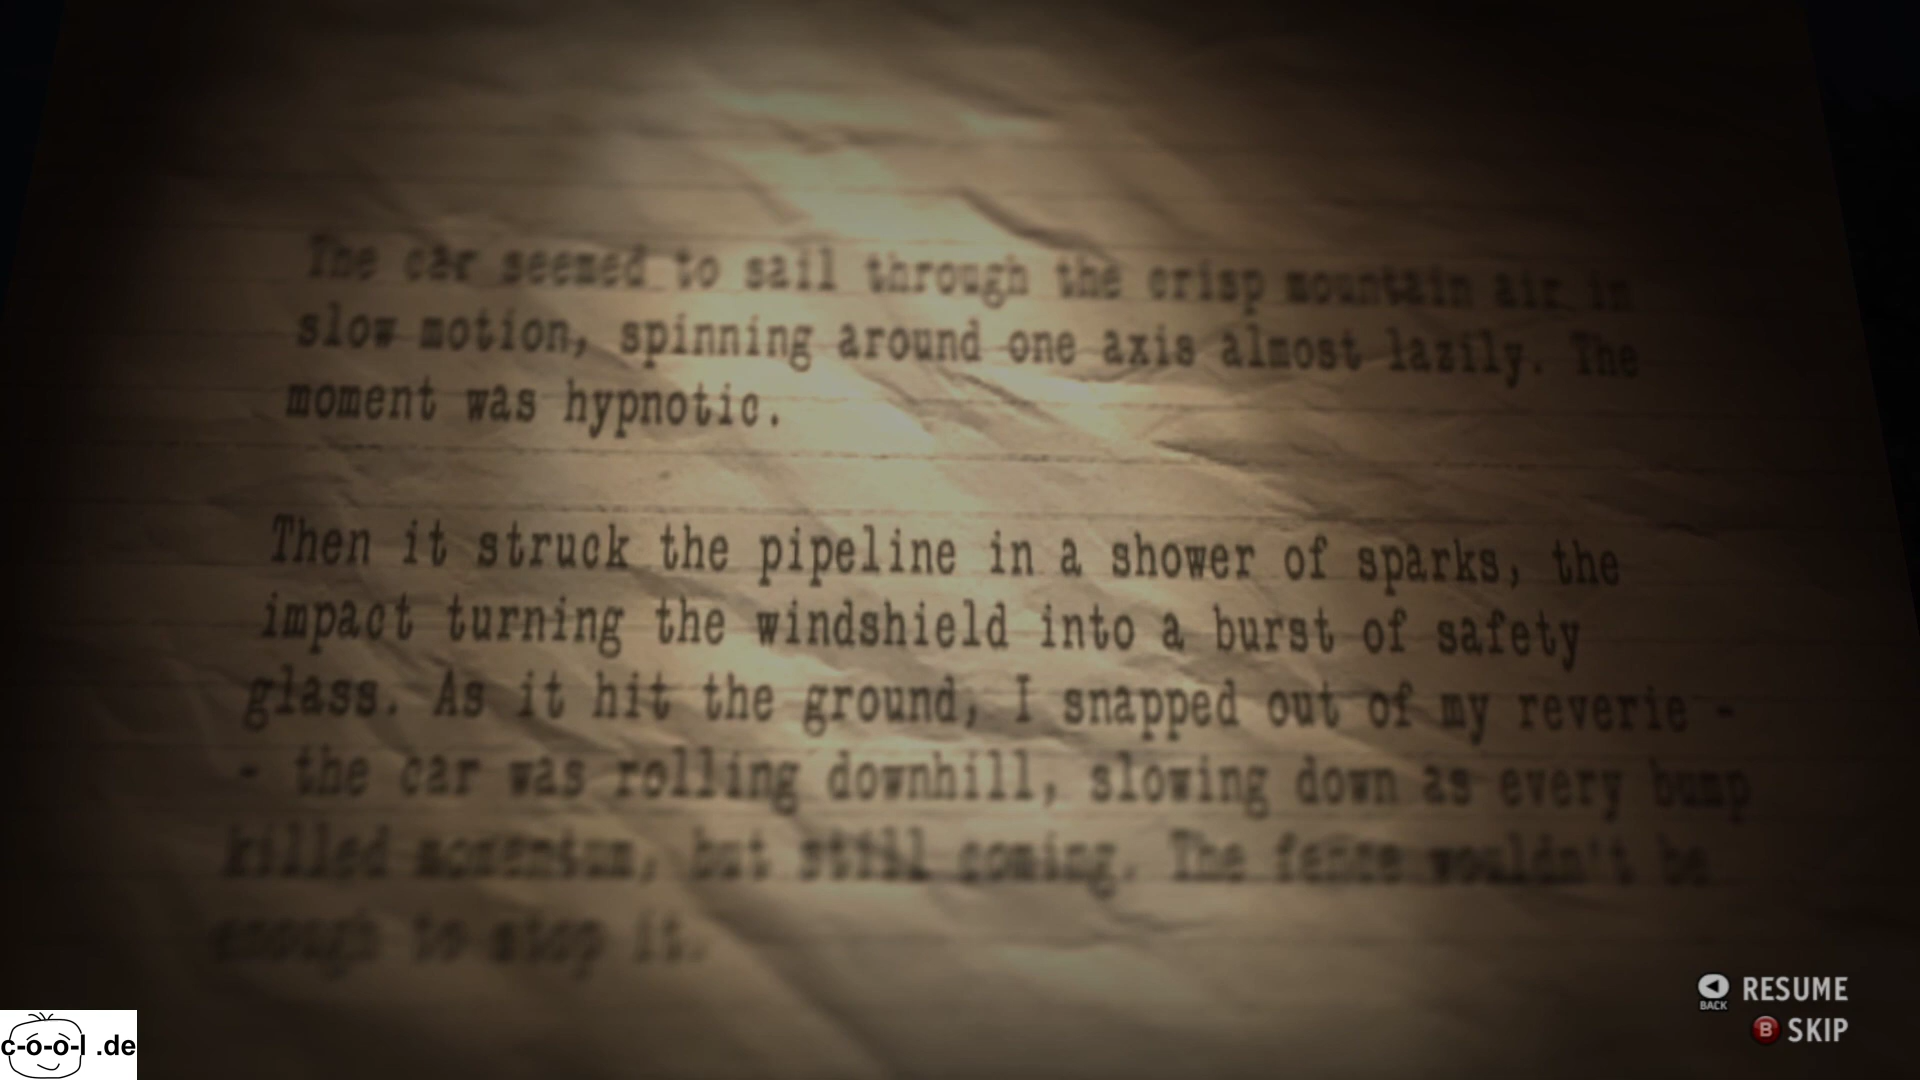 The car seemed to sail through the crisp mountain air in
slow motion, spinning around one axis almost lazily. The
moment was hypnotic.
Then it struck the pipeline in a shower of sparks, the
impact turning the windshield into a burst of safety
glass. As it hit the ground, I snapped out of my reverie -
- the car was rolling downhill, slowing down as every bump
killed momentum, but still coming. The fence wouldn't be
enough to stop it.
BACK RESUME
B SKIP
c-o-o-l .de